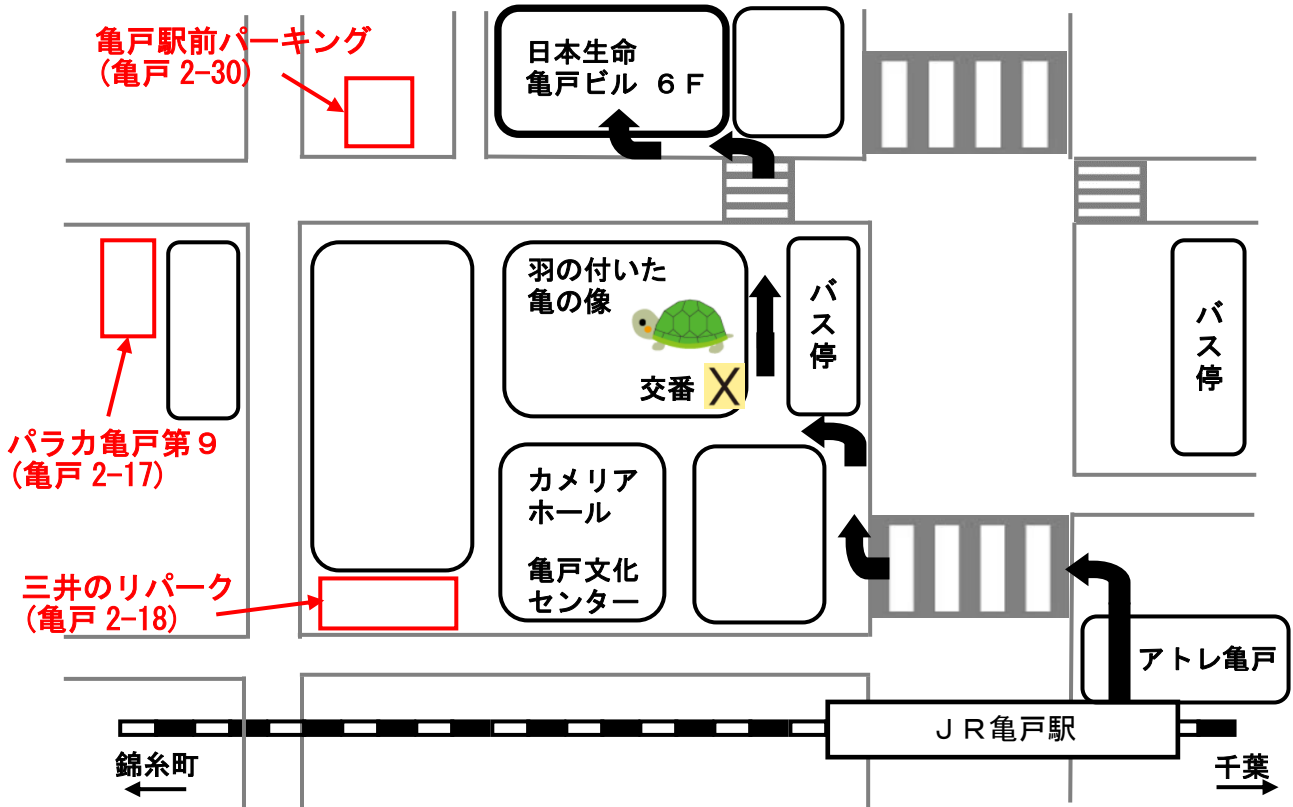 亀戸駅前パーキング
(亀戸 2-30)
日本生命
亀戸ビル ６Ｆ
羽の付いた
亀の像
交番
X
バス停
バス停
パラカ亀戸第９
(亀戸 2-17)
カメリア
ホール
亀戸文化
センター
三井のリパーク
(亀戸 2-18)
アトレ亀戸
ＪＲ亀戸駅
錦糸町
千葉